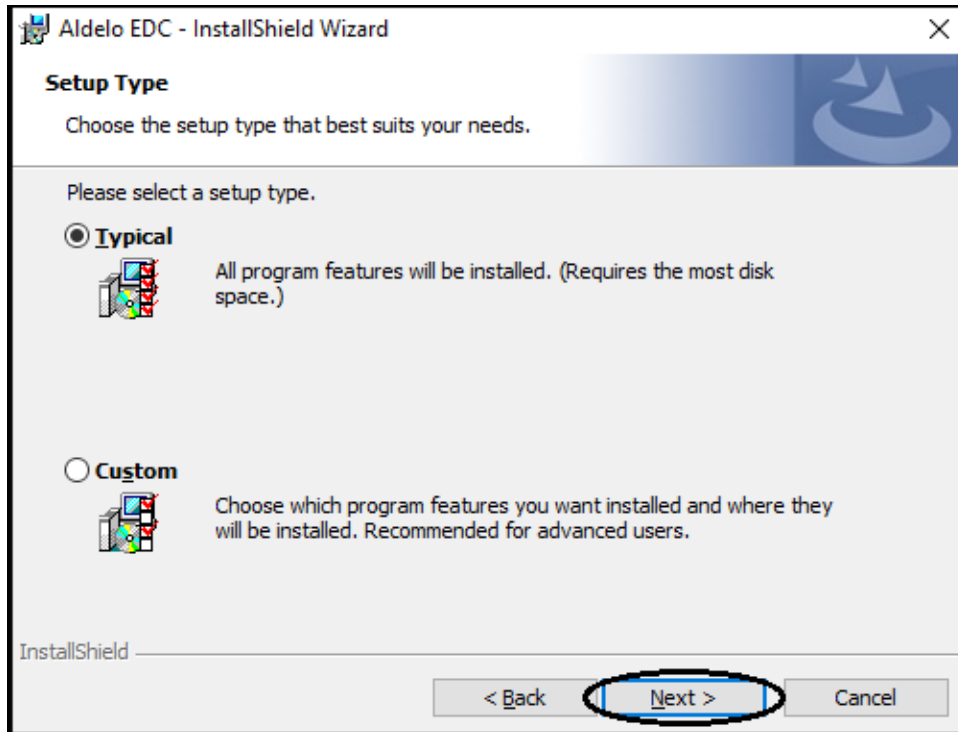 Aldelo EDC - InstallShield Wizard
Setup Type
Choose the setup type that best suits your needs.
Please select a setup type.
Typical
All program features will be installed. (Requires the most disk
space.)
Custom
Choose which program features you want installed and where they
will be installed. Recommended for advanced users.
InstallShield
< Back
Next >
Cancel